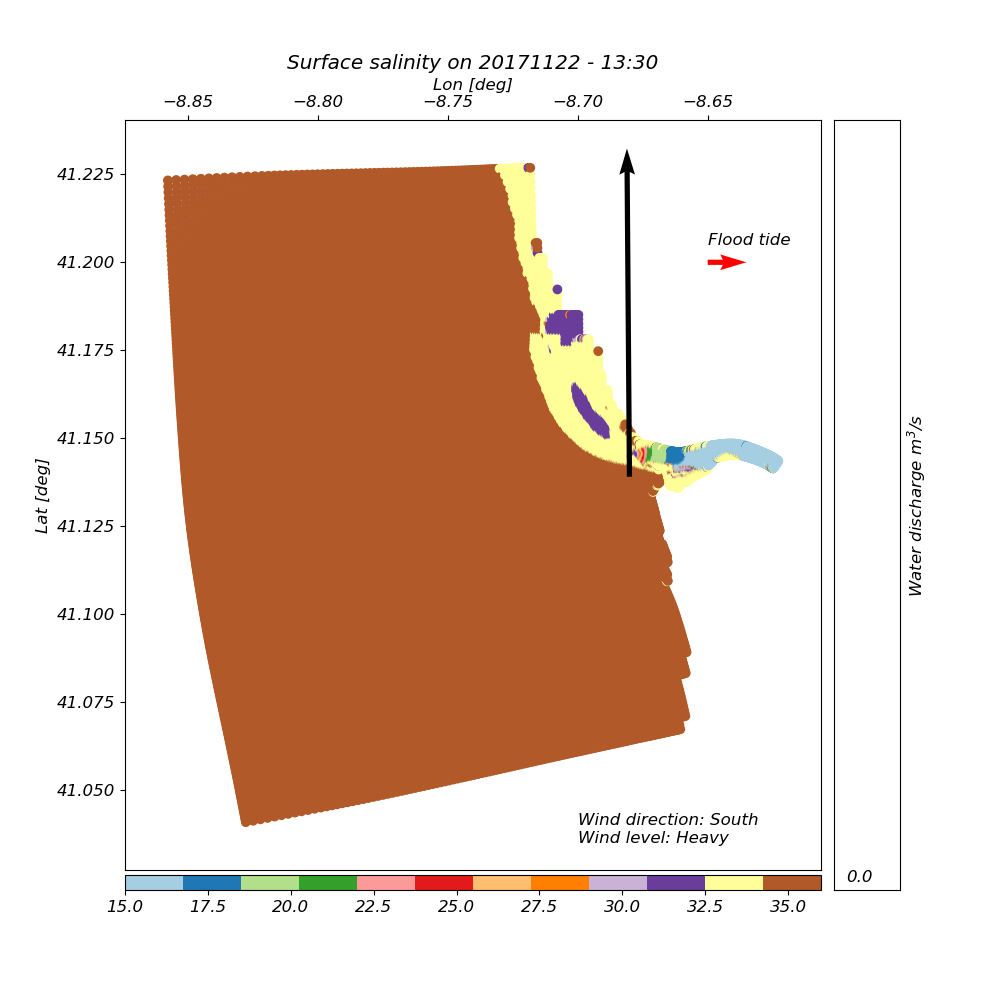 Surface salinity on 20171122 - 13:30
Lon [deg]
−8.85 −8.80 −8.75 −8.70 −8.65
41.225
41.200
41.175
41.150
41.125
41.100
41.075
41.050
Lat [deg]
Flood tide
Wind direction: South
Wind level: Heavy
15.0 17.5 20.0 22.5 25.0 27.5 30.0 32.5 35.0
0.0
Water discharge m³/s